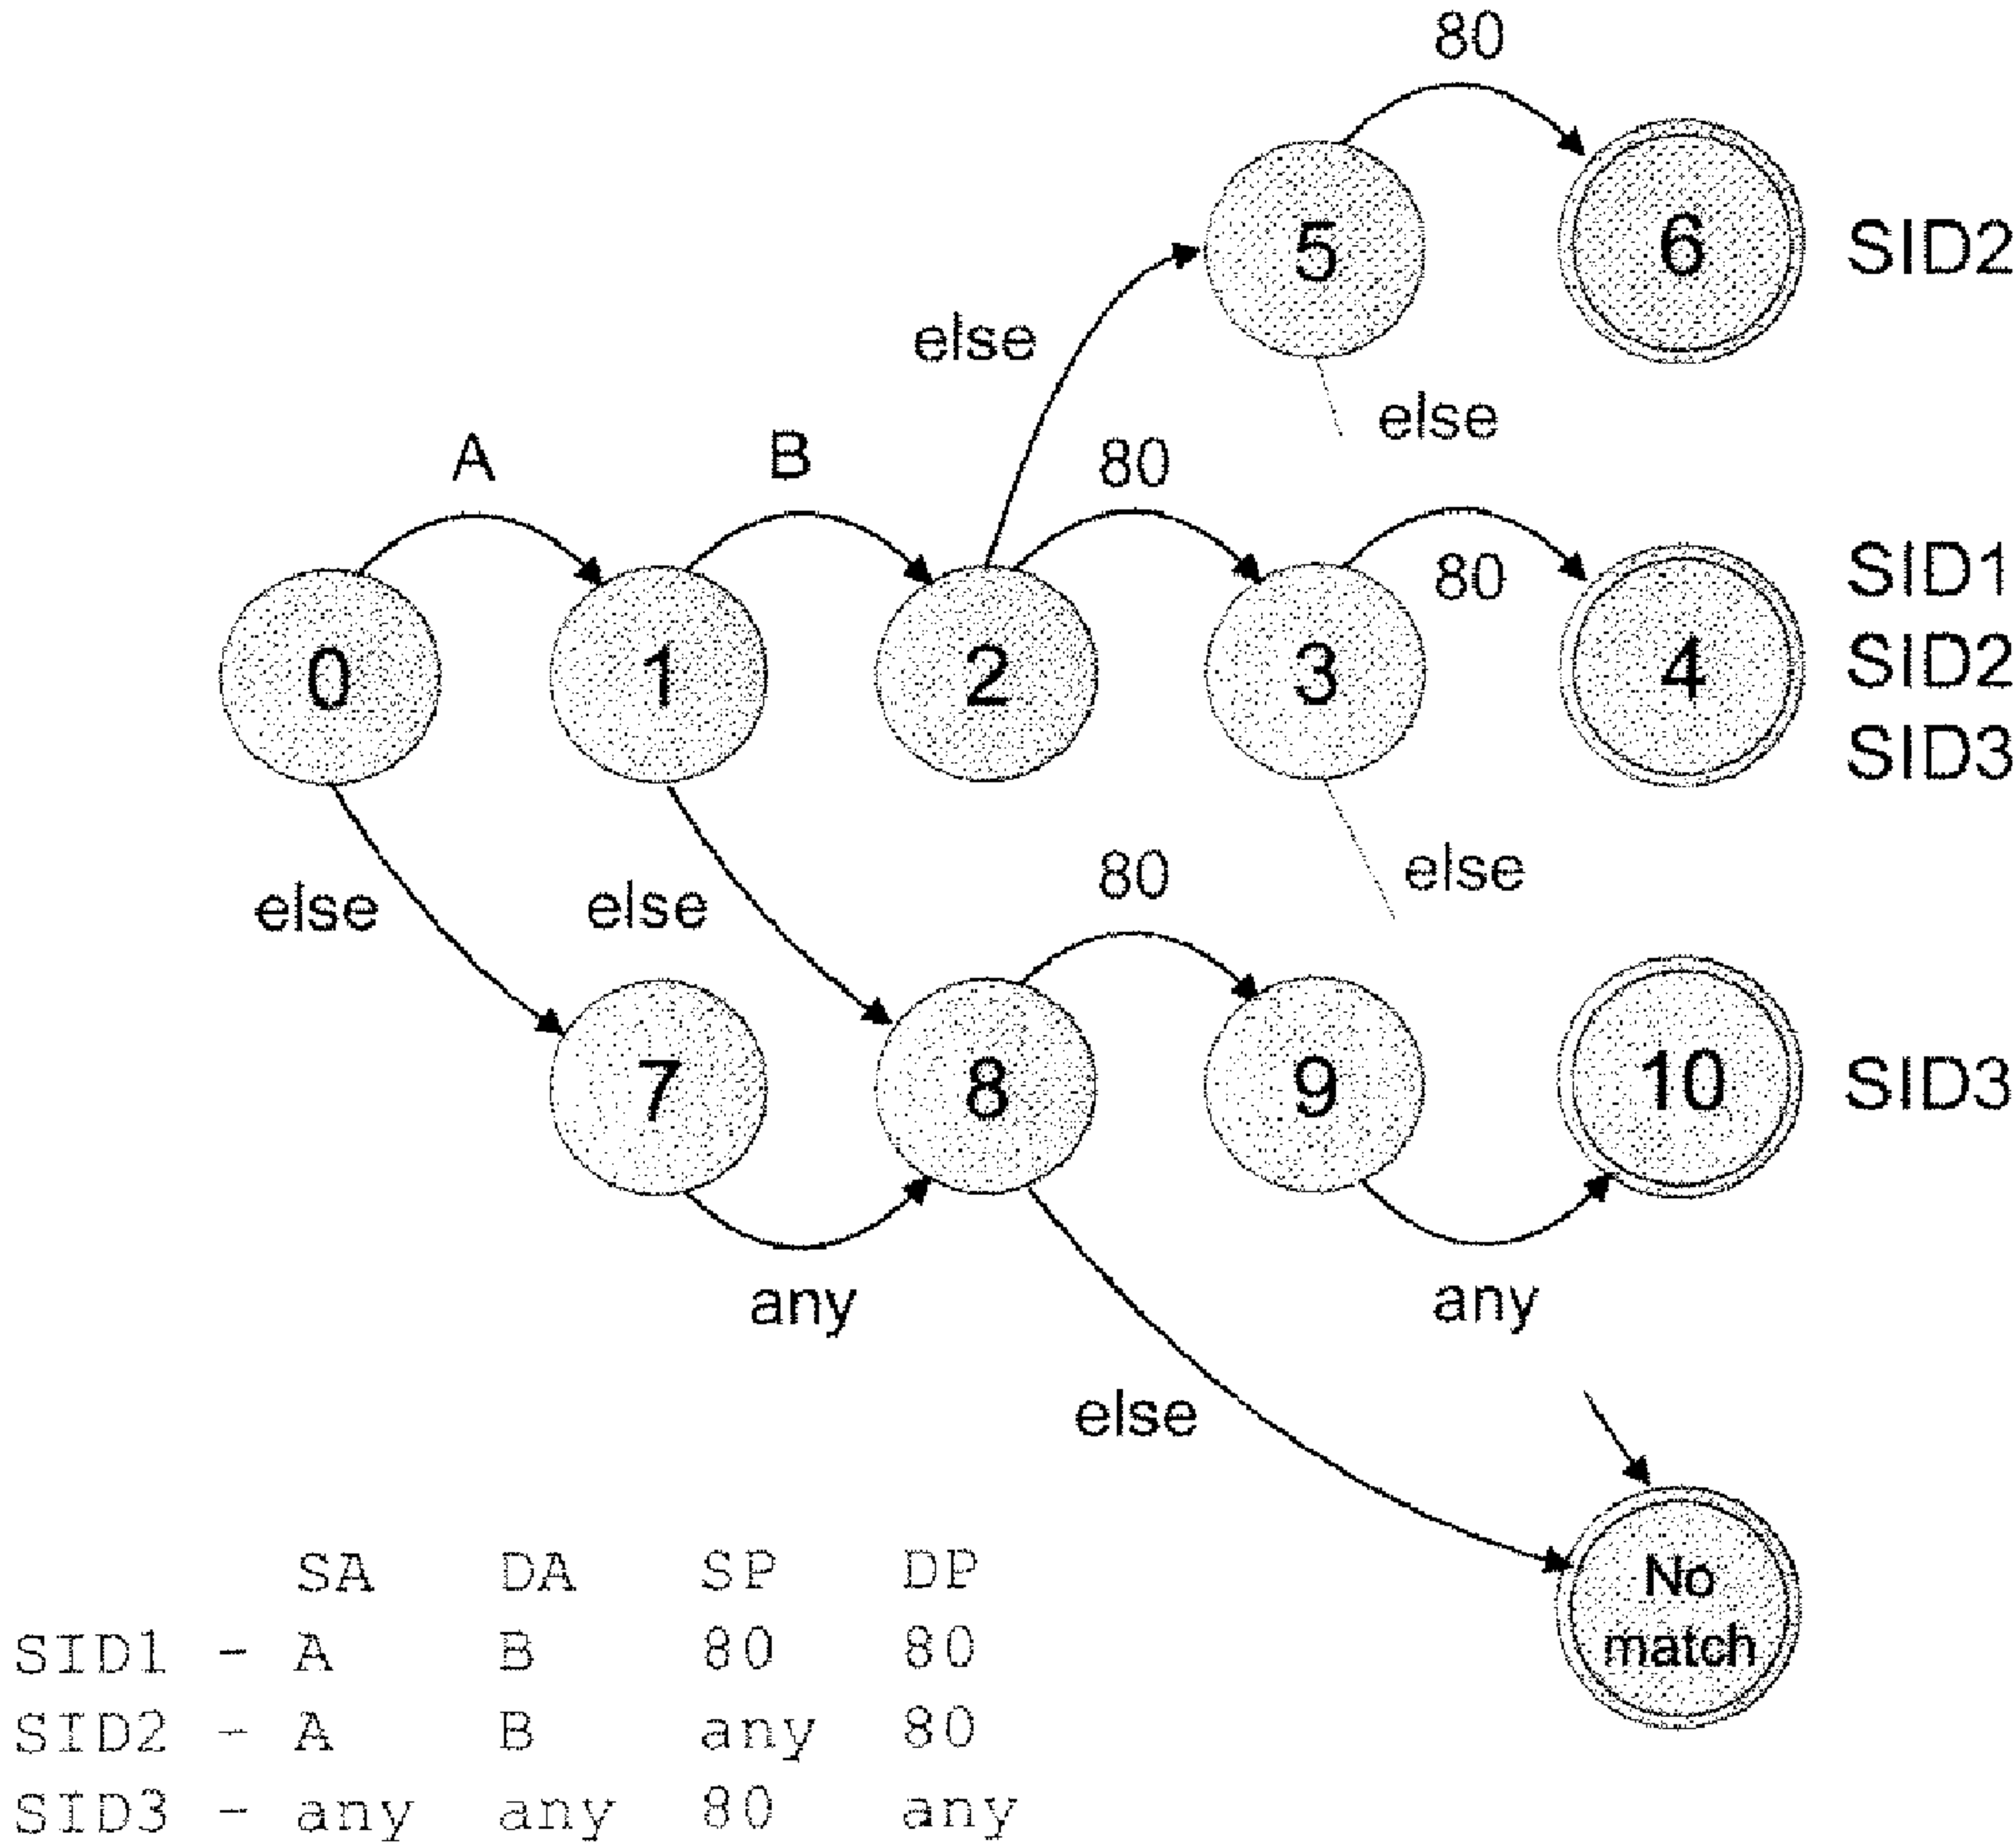 80
5
6
SID2
else
else
A
B
80
80
SID1
SID2
SID3
0
1
2
3
4
else
else
80
else
7
8
9
10
SID3
any
any
else
No
match
SA DA SP DP
SID1 - A B 80 80
SID2 - A B any 80
SID3 - any any 80 any